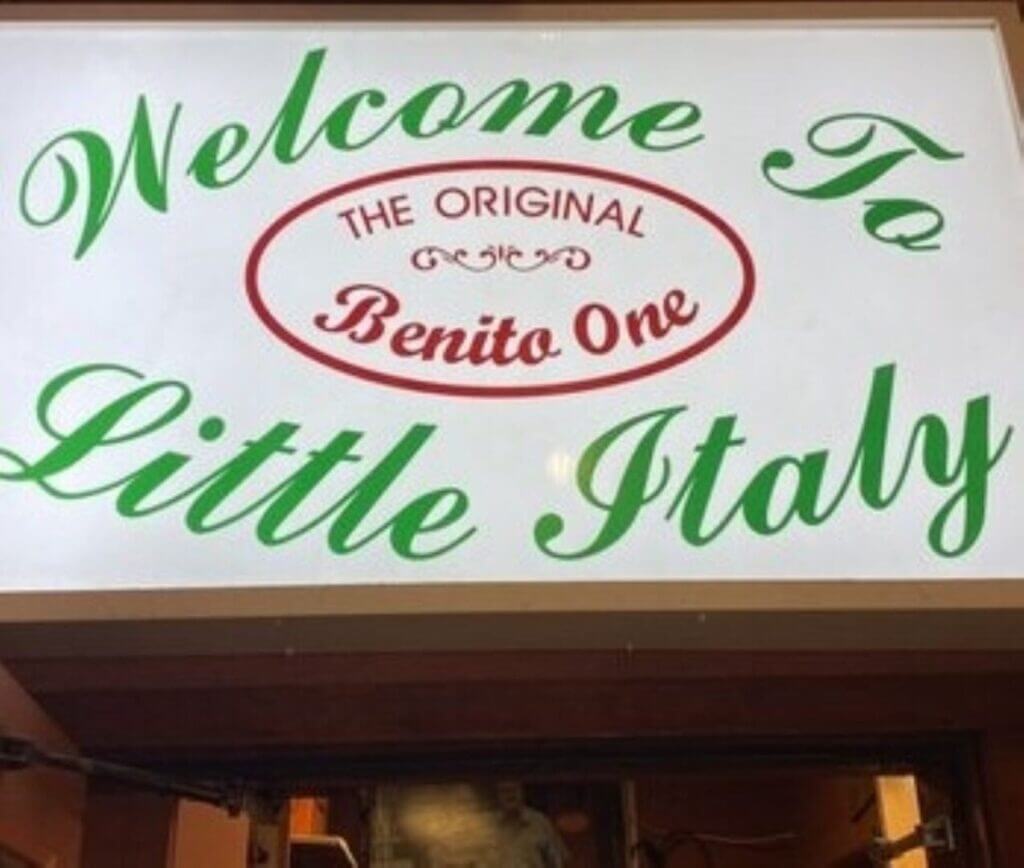 Welcome To
THE ORIGINAL
Benito One
Little Italy